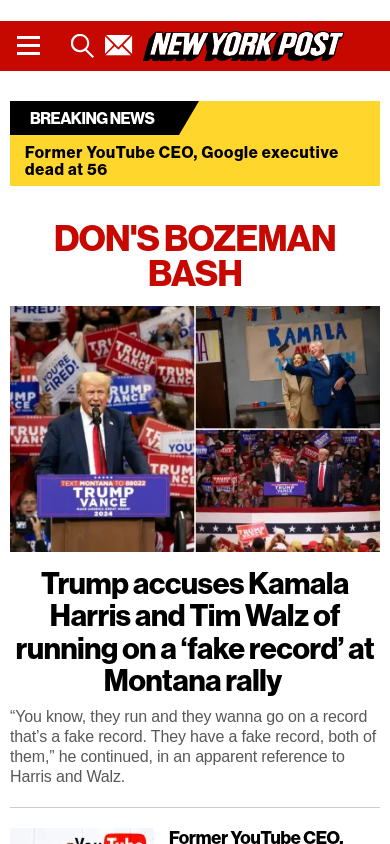 NEW YORK POST
BREAKING NEWS
Former YouTube CEO, Google executive
dead at 56
DON'S BOZEMAN
BASH
FIRED!
YOU'RE
FIRED!
TRUMP
VANCE
TEXT MONTANA TO 88022
TRUMP
VANCE
2024
KAMALA
Trump accuses Kamala
Harris and Tim Walz of
running on a ‘fake record’ at
Montana rally
“You know, they run and they wanna go on a record
that’s a fake record. They have a fake record, both of
them,” he continued, in an apparent reference to
Harris and Walz.
Former YouTube CEO,